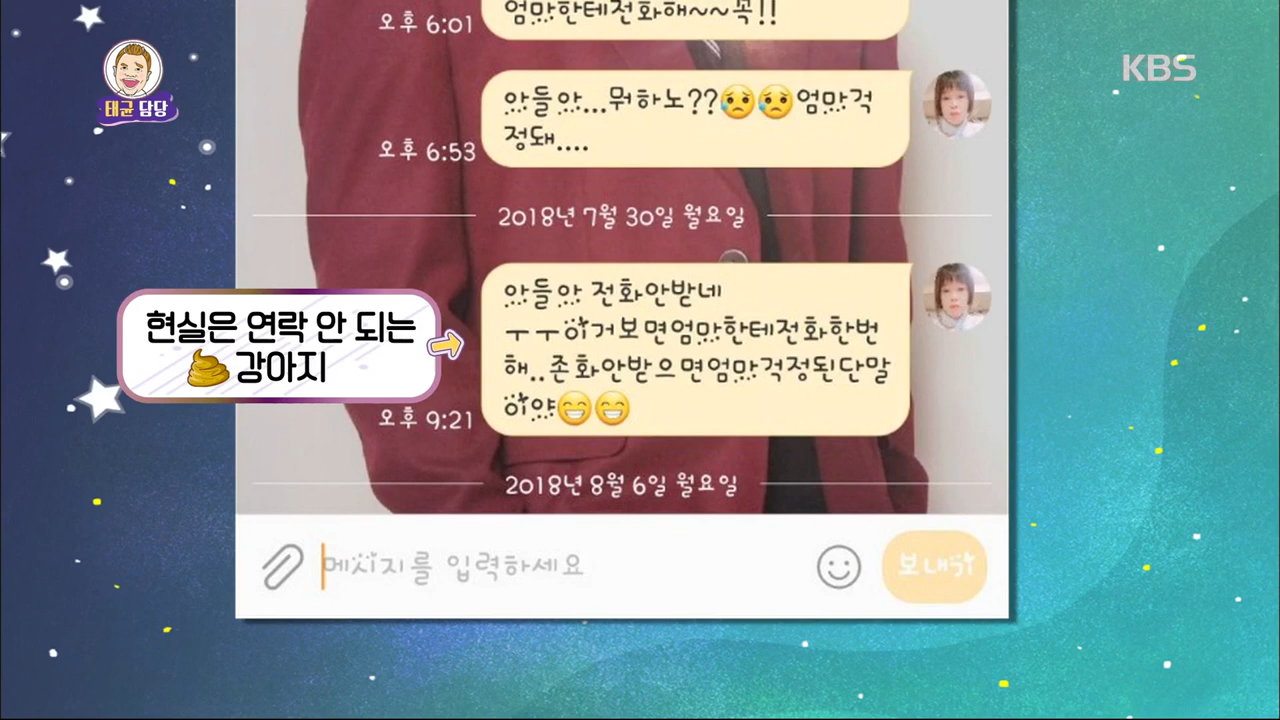 엄마한테전화해~~꼭!!
오후 6:01
태균 담당
KBS
아들아...뭐하노??😥😥엄마걱
정돼....
오후 6:53
2018년 7월 30일 월요일
아들아 전화안받네
ㅜㅜ이거보면엄마한테전화한번
해..존화안받으면엄마걱정된단말
이야😁😁
오후 9:21
현실은 연락 안 되는
💩강아지
2018년 8월 6일 월요일
메시지를 입력하세요
보내기